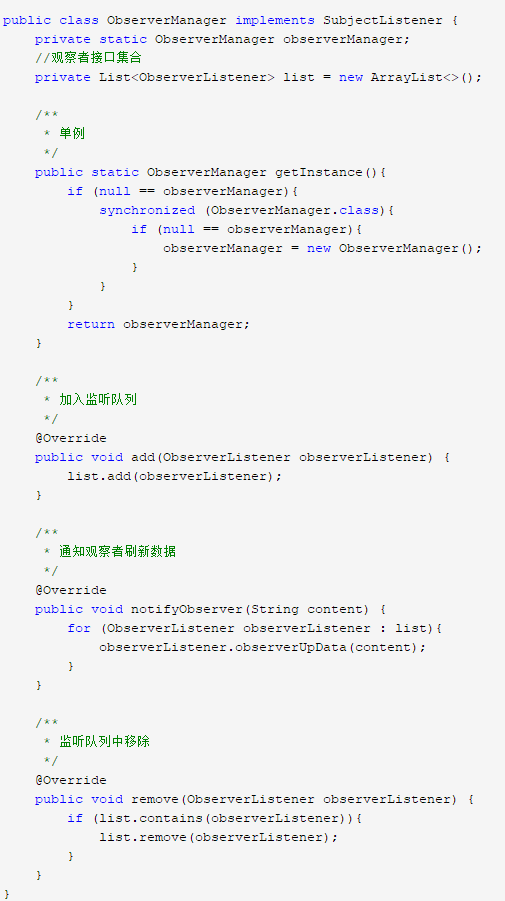 public class ObserverManager implements SubjectListener {
    private static ObserverManager observerManager;
    //观察者接口集合
    private List<ObserverListener> list = new ArrayList<>();

    /**
     * 单例
     */
    public static ObserverManager getInstance(){
        if (null == observerManager){
            synchronized (ObserverManager.class){
                if (null == observerManager){
                    observerManager = new ObserverManager();
                }
            }
        }
        return observerManager;
    }

    /**
     * 加入监听队列
     */
    @Override
    public void add(ObserverListener observerListener) {
        list.add(observerListener);
    }

    /**
     * 通知观察者刷新数据
     */
    @Override
    public void notifyObserver(String content) {
        for (ObserverListener observerListener : list){
            observerListener.observerUpData(content);
        }
    }

    /**
     * 监听队列中移除
     */
    @Override
    public void remove(ObserverListener observerListener) {
        if (list.contains(observerListener)){
            list.remove(observerListener);
        }
    }
}